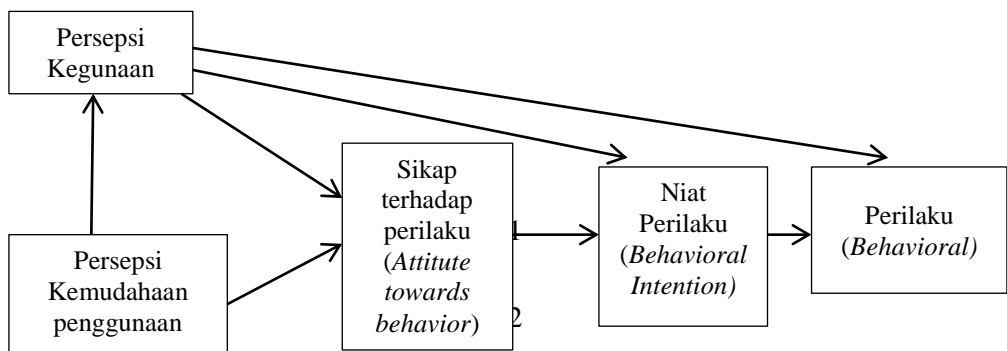 Persepsi
Kegunaan
Persepsi
Kemudahaan
penggunaan
Sikap
terhadap
perilaku
(Attitute
towards
behavior)
1
2
Niat
Perilaku
(Behavioral
Intention)
Perilaku
(Behavioral)